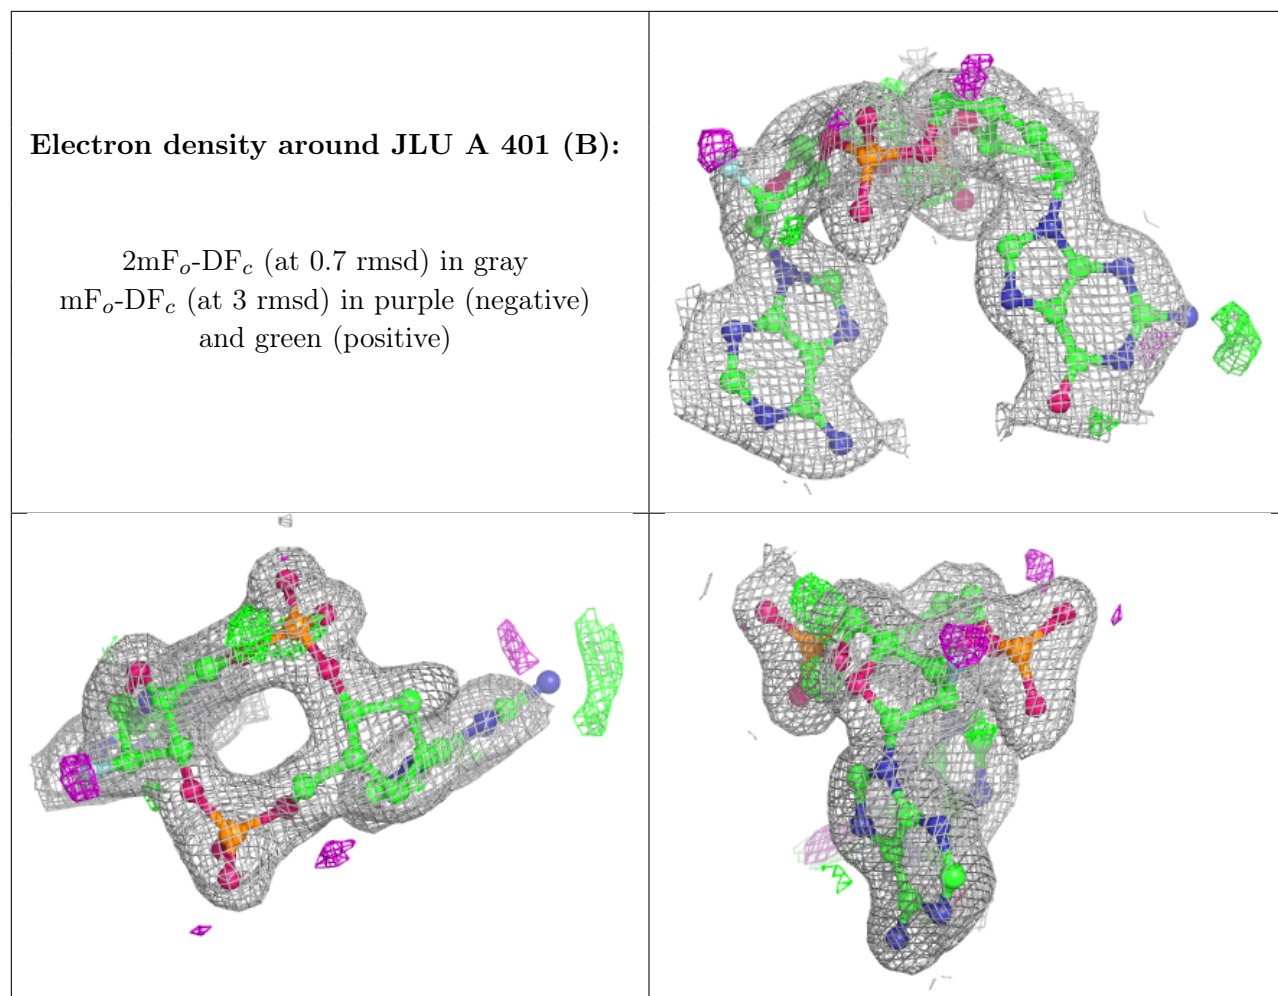 Electron density around JLU A 401 (B):
2mFₒ-DF𝒸 (at 0.7 rmsd) in gray
mFₒ-DF𝒸 (at 3 rmsd) in purple (negative)
and green (positive)